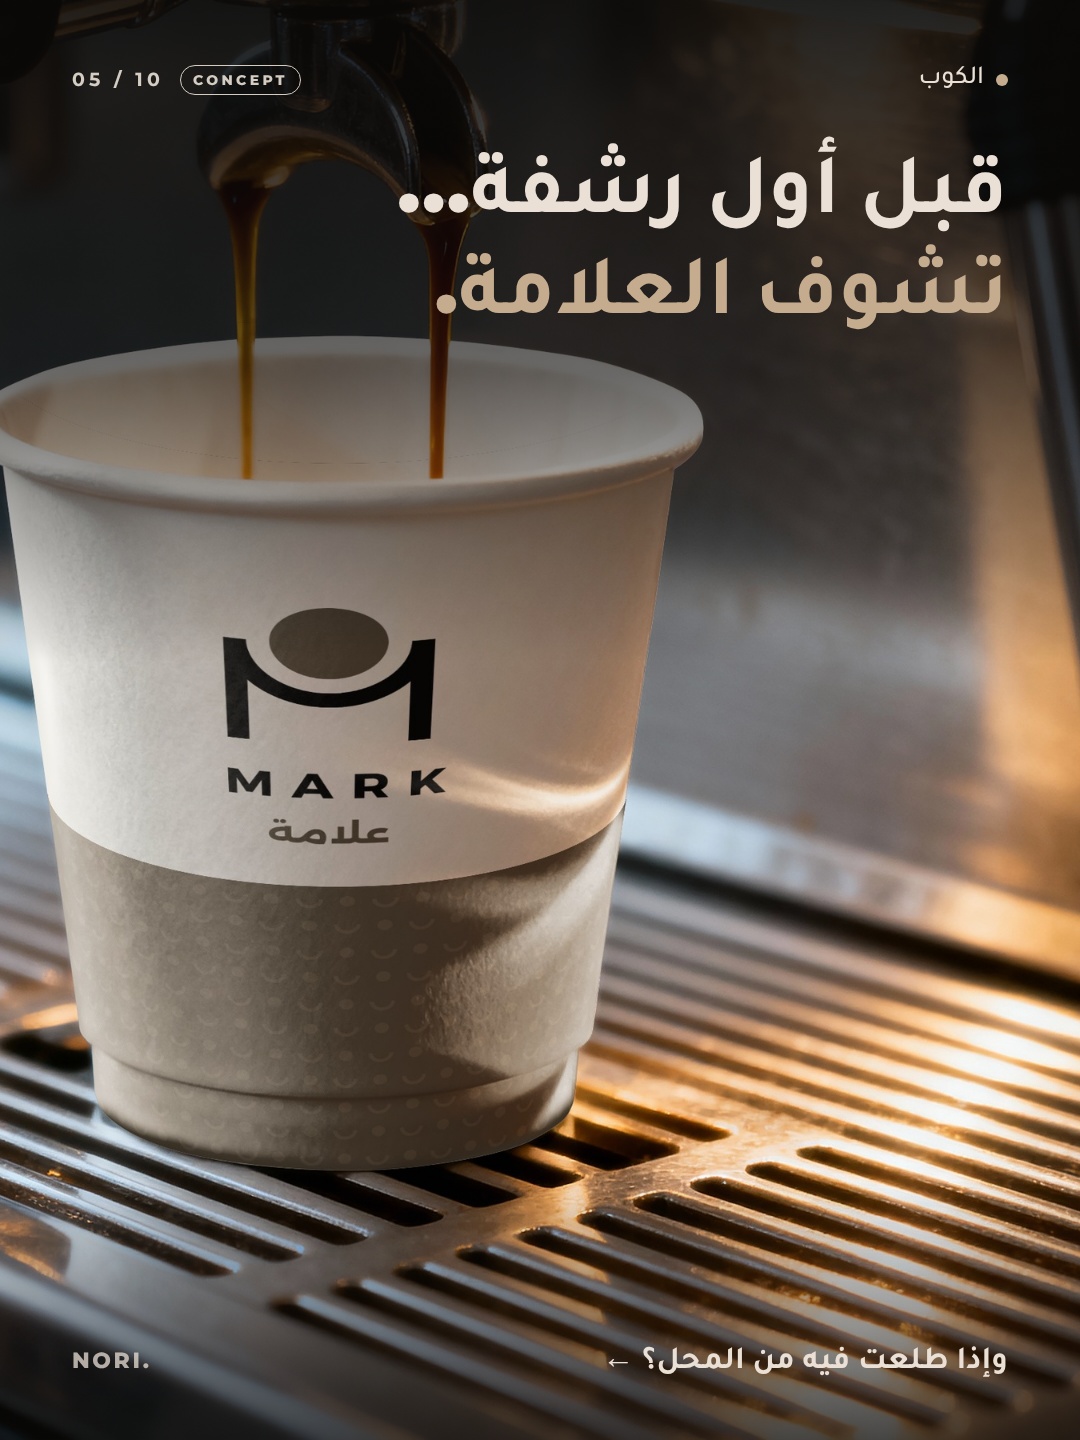 05 / 10 CONCEPT
الكوب
قبل أول رشفة...
تشوف العلامة.
MARK
علامة
وإذا طلعت فيه من المحل؟ ←
NORI.